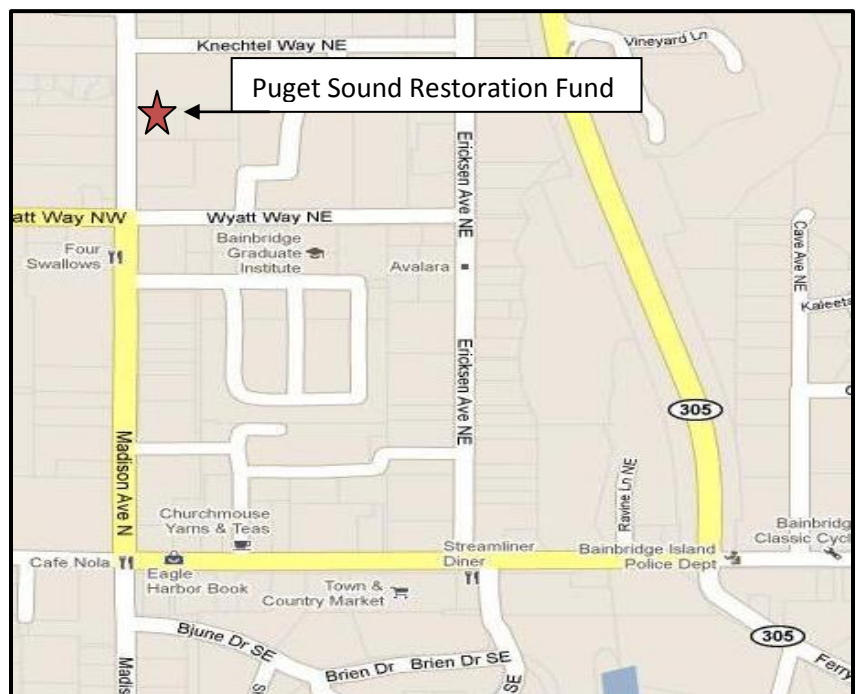 Knechtel Way NE
Vineyard Ln
Puget Sound Restoration Fund
Ericksen Ave NE
att Way NW
Wyatt Way NE
Four
Swallows
Bainbridge
Graduate
Institute
Avalara
Cave Ave NE
Kaleeta
Ericksen Ave NE
305
Madison Ave N
Ravine Ln NE
Churchmouse
Yarns & Teas
Streamliner
Diner
Bainbridge Island
Police Dept
Bainbridg
Classic Cycl
Cafe Nola
Eagle
Harbor Book
Town &
Country Market
Bjune Dr SE
Brien Dr
Brien Dr SE
SE
SE
305
Ferry
Madis